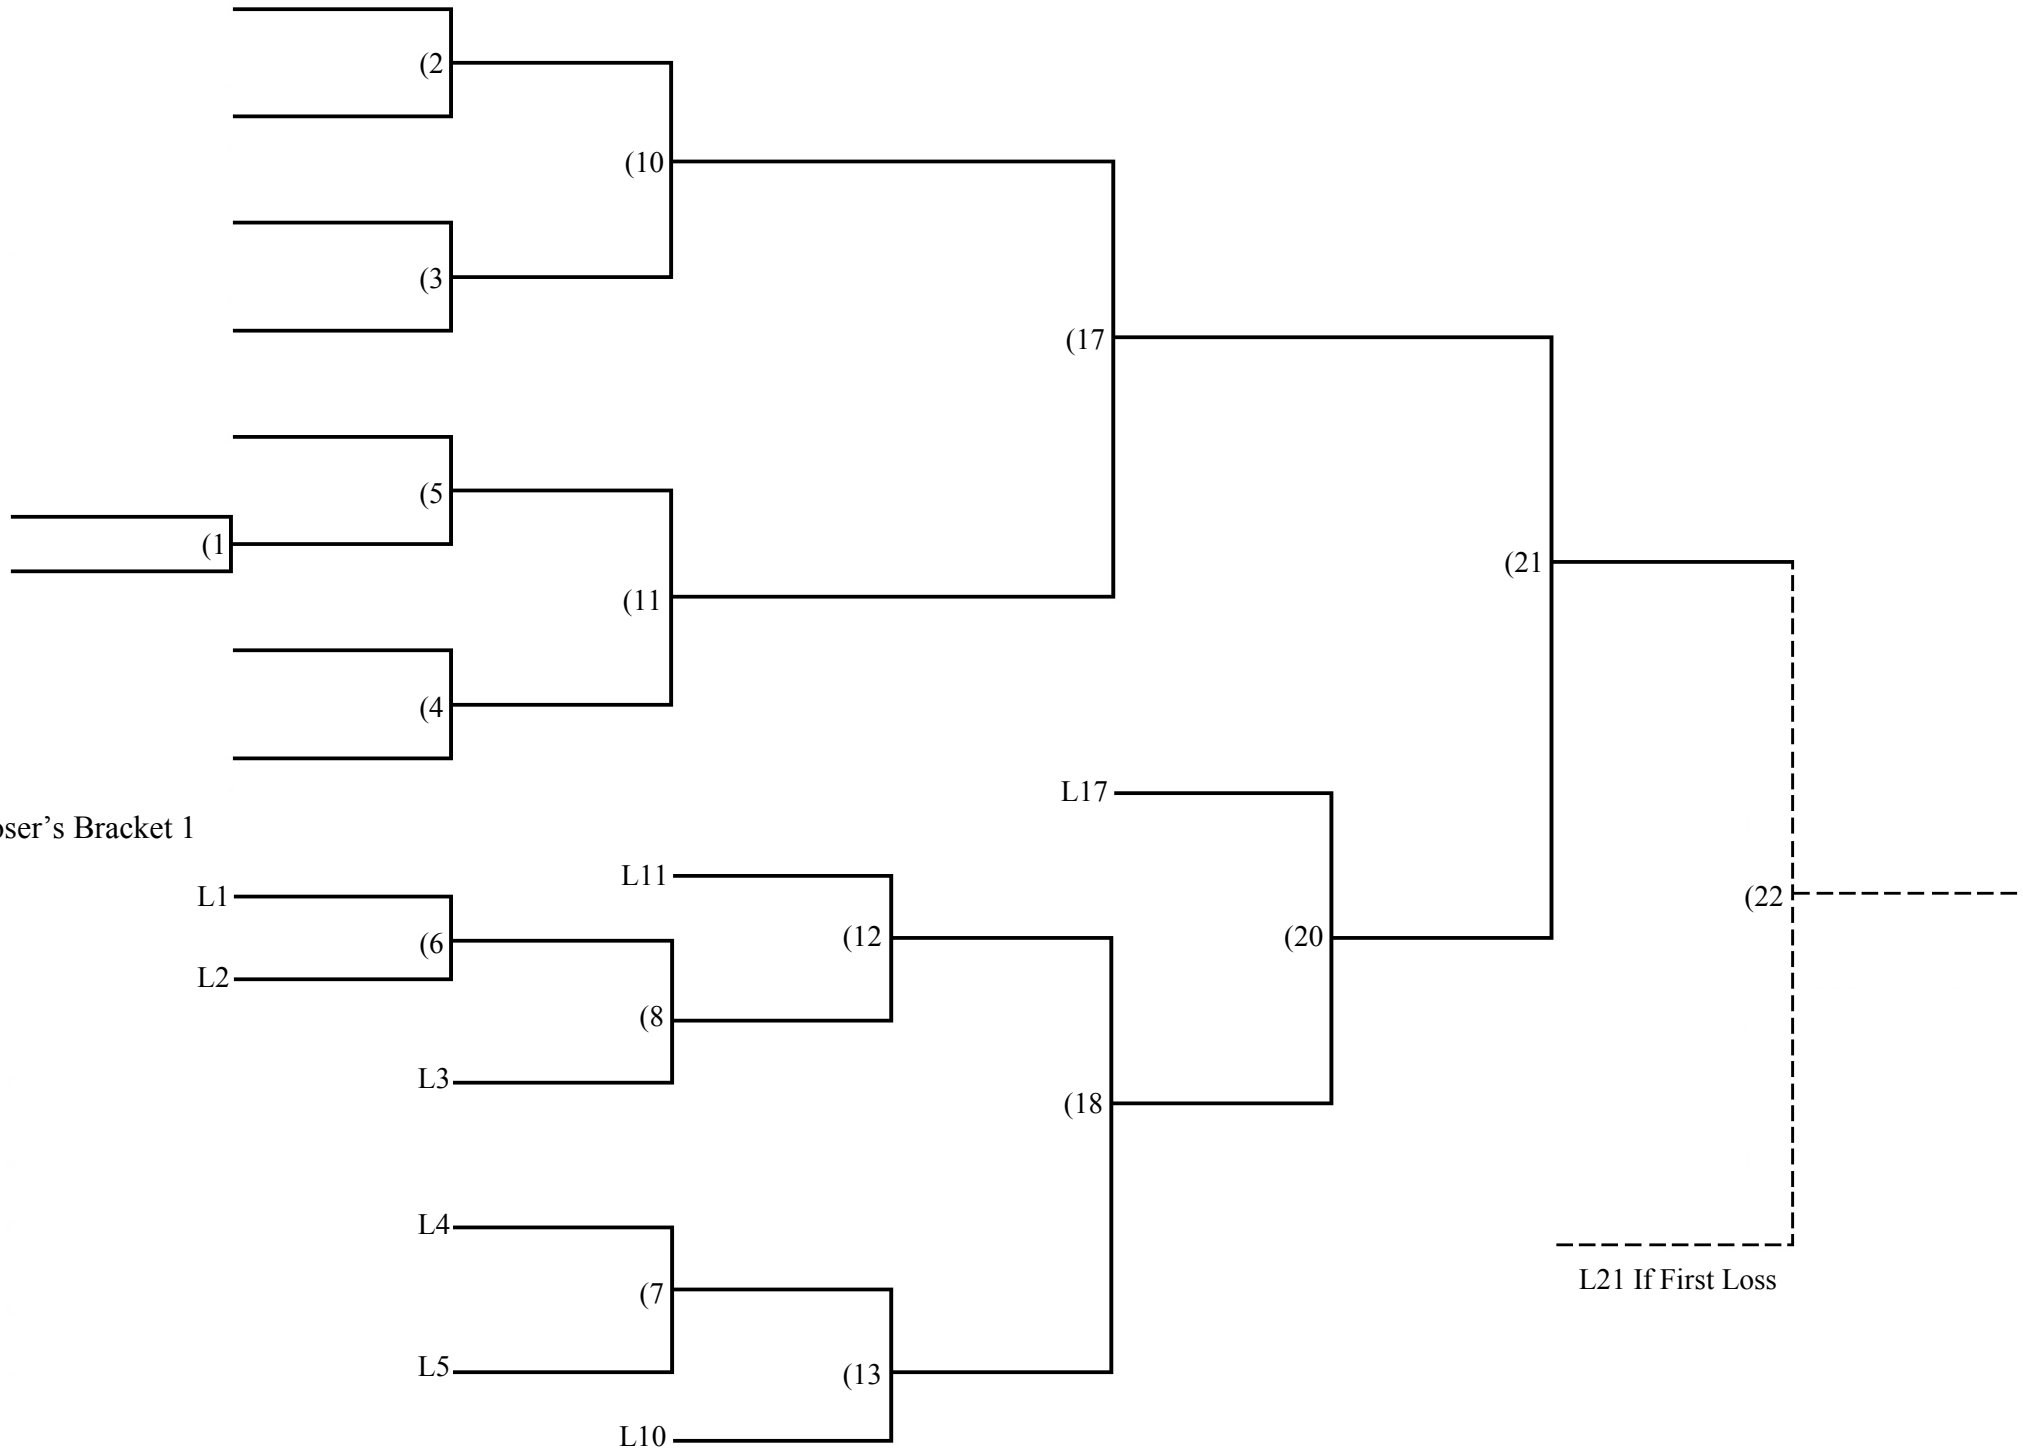 (2
(10
(3
(17
(5
(1
(21
(11
(4
L17
oser’s Bracket 1
L11
L1
(22
(12
(20
(6
L2
(8
L3
(18
L4
L21 If First Loss
(7
L5
(13
L10